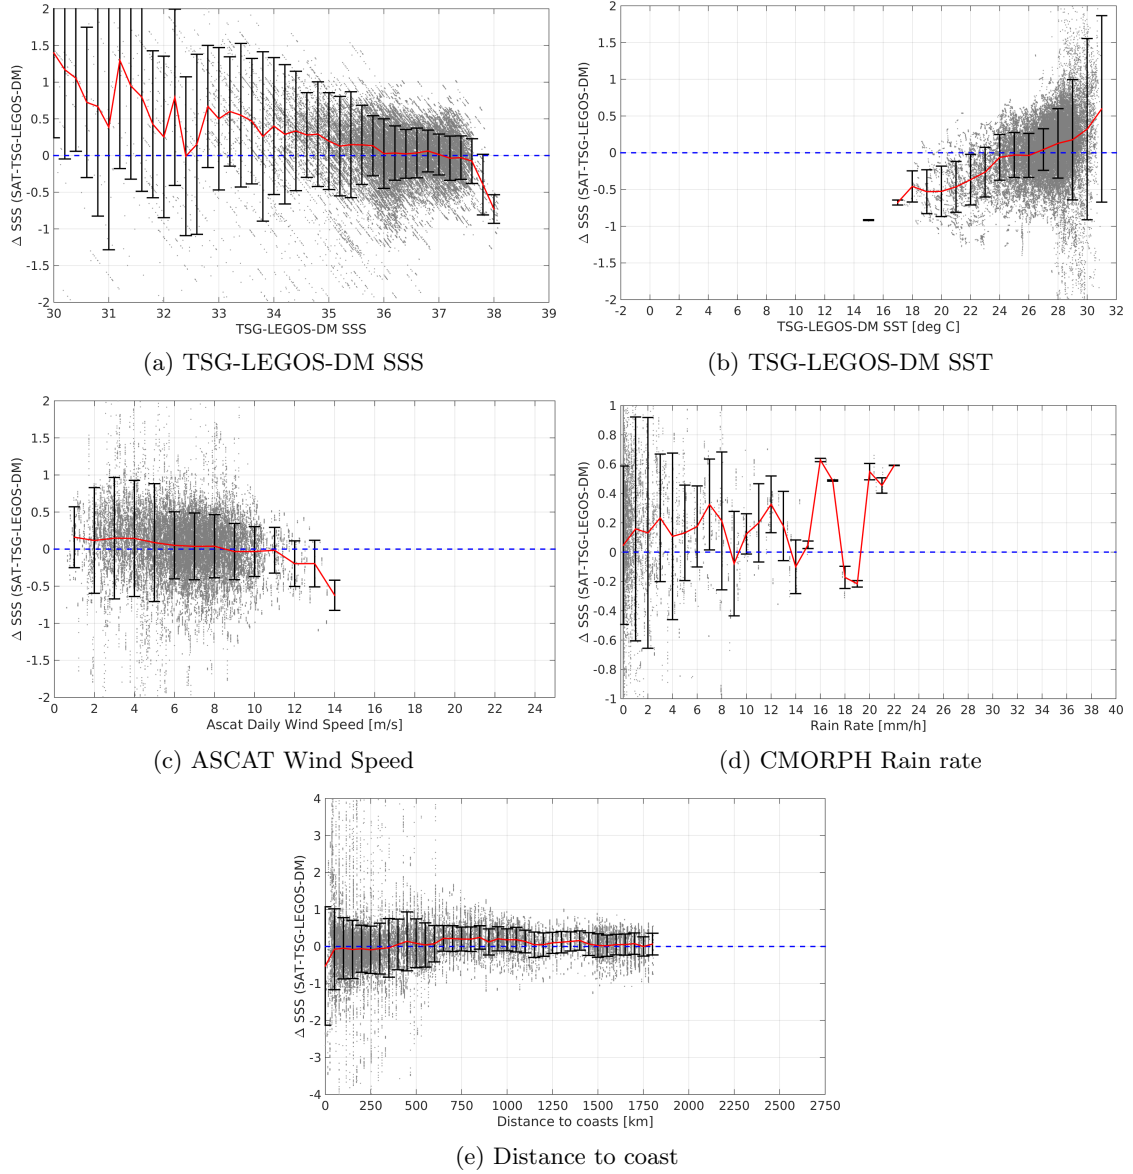 2
1.5
1
0.5
0
-0.5
-1
-1.5
-2
Δ SSS (SAT-TSG-LEGOS-DM)
30 31 32 33 34 35 36 37 38 39
TSG-LEGOS-DM SSS
(a) TSG-LEGOS-DM SSS
2
1.5
1
0.5
0
-0.5
-1
-1.5
-2
Δ SSS (SAT-TSG-LEGOS-DM)
-2 0 2 4 6 8 10 12 14 16 18 20 22 24 26 28 30 32
TSG-LEGOS-DM SST [deg C]
(b) TSG-LEGOS-DM SST
2
1.5
1
0.5
0
-0.5
-1
-1.5
-2
Δ SSS (SAT-TSG-LEGOS-DM)
0 2 4 6 8 10 12 14 16 18 20 22 24
Ascat Daily Wind Speed [m/s]
(c) ASCAT Wind Speed
1
0.8
0.6
0.4
0.2
0
-0.2
-0.4
-0.6
-0.8
-1
Δ SSS (SAT-TSG-LEGOS-DM)
0 2 4 6 8 10 12 14 16 18 20 22 24 26 28 30 32 34 36 38 40
Rain Rate [mm/h]
(d) CMORPH Rain rate
4
3
2
1
0
-1
-2
-3
-4
Δ SSS (SAT-TSG-LEGOS-DM)
0 250 500 750 1000 1250 1500 1750 2000 2250 2500 2750
Distance to coasts [km]
(e) Distance to coast